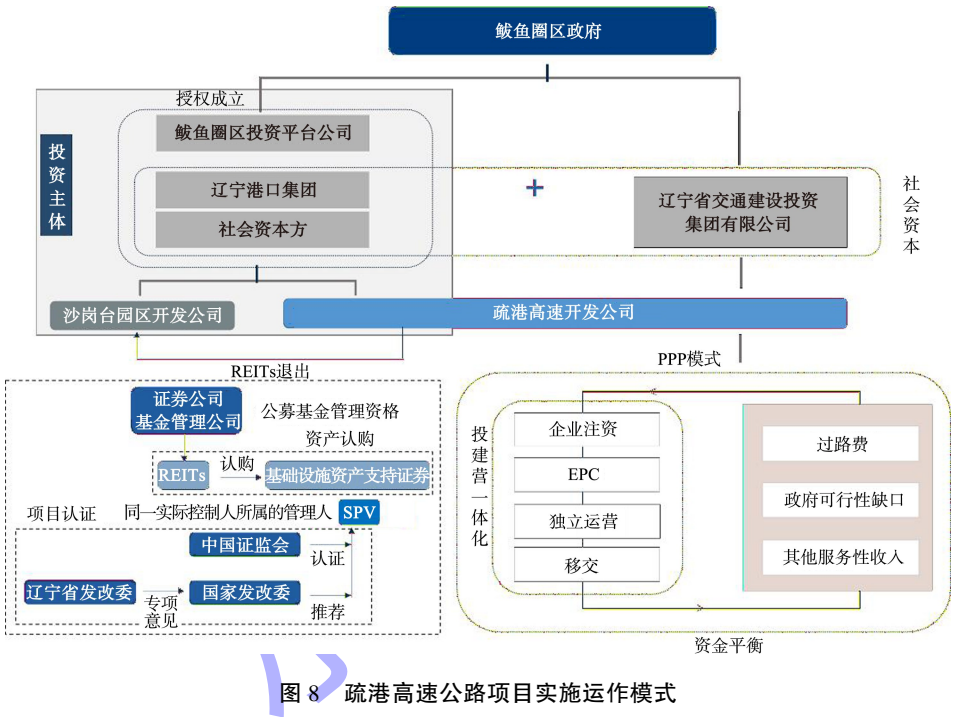 鲅鱼圈区政府
授权成立
鲅鱼圈区投资平台公司
投资主体
辽宁港口集团
社会资本方
+
辽宁省交通建设投资
集团有限公司
社会资本
沙岗台园区开发公司
疏港高速开发公司
REITs退出
PPP模式
证券公司
基金管理公司
公募基金管理资格
资产认购
REITs
认购
基础设施资产支持证券
项目认证
同一实际控制人所属的管理人
SPV
中国证监会
认证
辽宁省发改委
专项
意见
国家发改委
推荐
投建营一体化
企业注资
EPC
独立运营
移交
过路费
政府可行性缺口
其他服务性收入
资金平衡
图 8 疏港高速公路项目实施运作模式